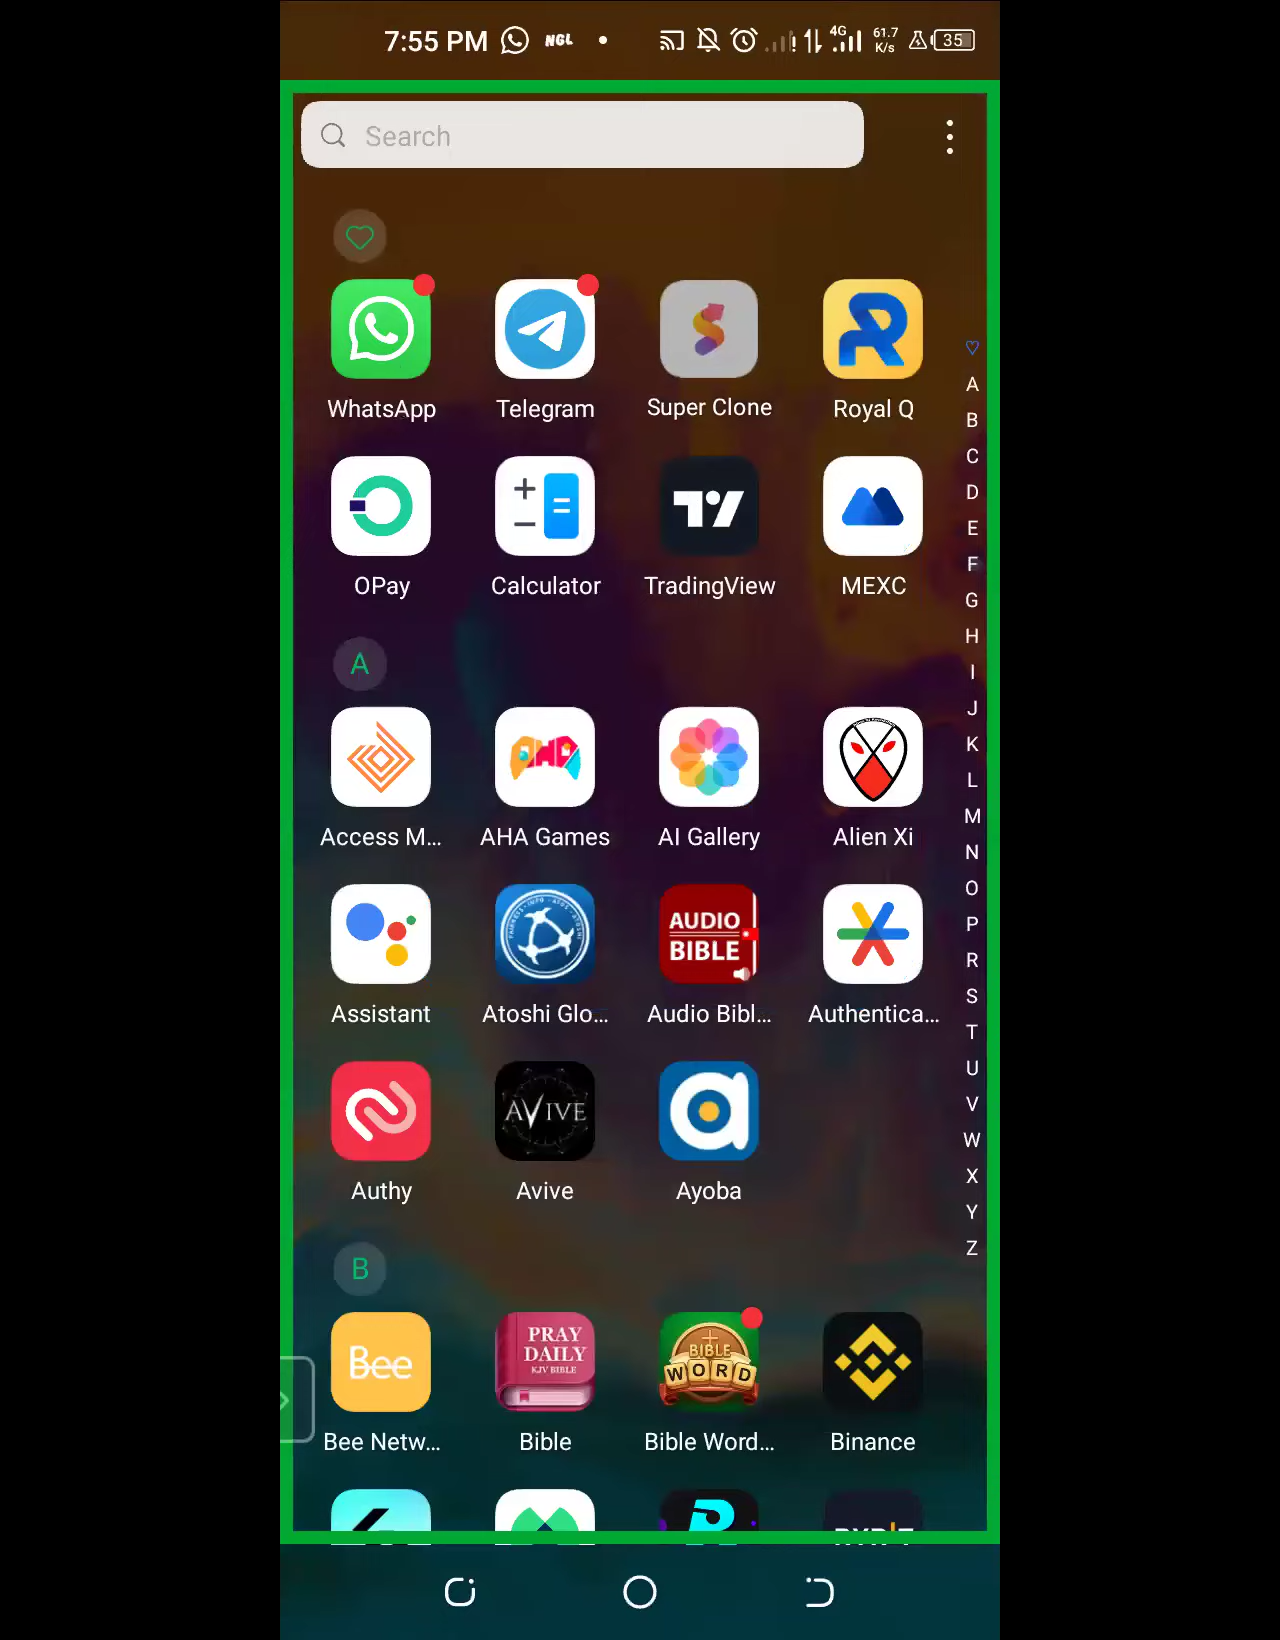 7:55 PM NGL 4G 61.7 K/s 35
Search
WhatsApp Telegram Super Clone Royal Q
OPay Calculator TradingView MEXC
A
Access M... AHA Games AI Gallery Alien Xi
AUDIO
BIBLE
Assistant Atoshi Glo... Audio Bibl... Authentica...
AVIVE
Authy Avive Ayoba
B
Bee
PRAY
DAILY
KJV BIBLE
BIBLE
WORD
Bee Netw... Bible Bible Word... Binance
♡
A
B
C
D
E
F
G
H
I
J
K
L
M
N
O
P
R
S
T
U
V
W
X
Y
Z